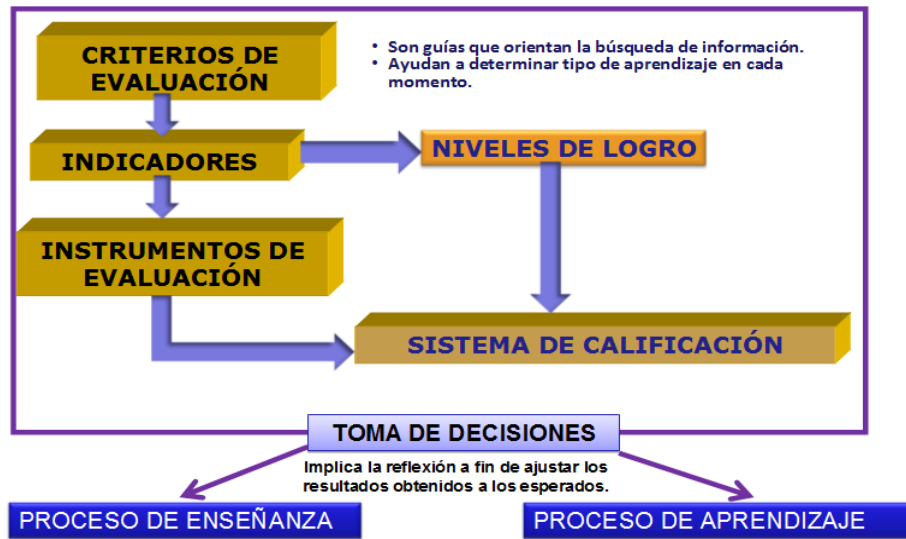 CRITERIOS DE
EVALUACIÓN
• Son guías que orientan la búsqueda de información.
• Ayudan a determinar tipo de aprendizaje en cada
momento.
INDICADORES
NIVELES DE LOGRO
INSTRUMENTOS DE
EVALUACIÓN
SISTEMA DE CALIFICACIÓN
TOMA DE DECISIONES
Implica la reflexión a fin de ajustar los
resultados obtenidos a los esperados.
PROCESO DE ENSEÑANZA
PROCESO DE APRENDIZAJE